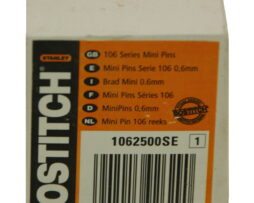 STANLEY
BOSTITCH
GB 106 Series Mini Pins
E Mini Pins Serie 106 0,6mm
I Brad Mini 0.6mm
F Mini Pins Séries 106
D MiniPins 0,6mm
NL Mini Pin 106 reeks
1062500SE 1